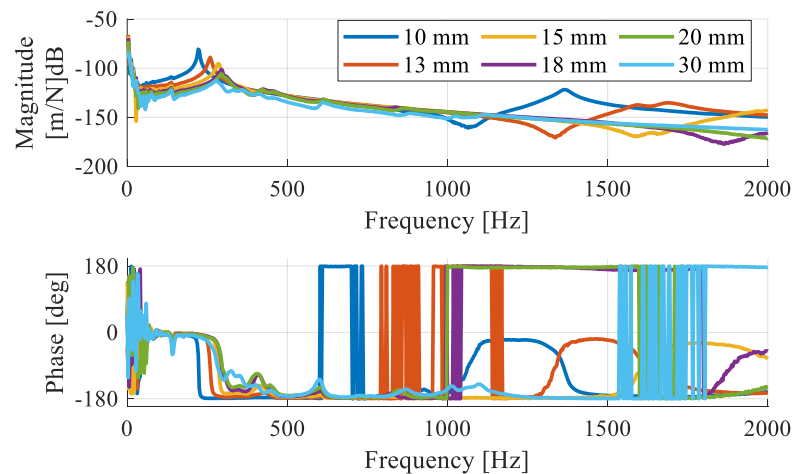 -50
-100
-150
-200
Magnitude
[m/N]dB
10 mm 15 mm 20 mm
13 mm 18 mm 30 mm
0 500 1000 1500 2000
Frequency [Hz]
180
0
-180
Phase [deg]
0 500 1000 1500 2000
Frequency [Hz]